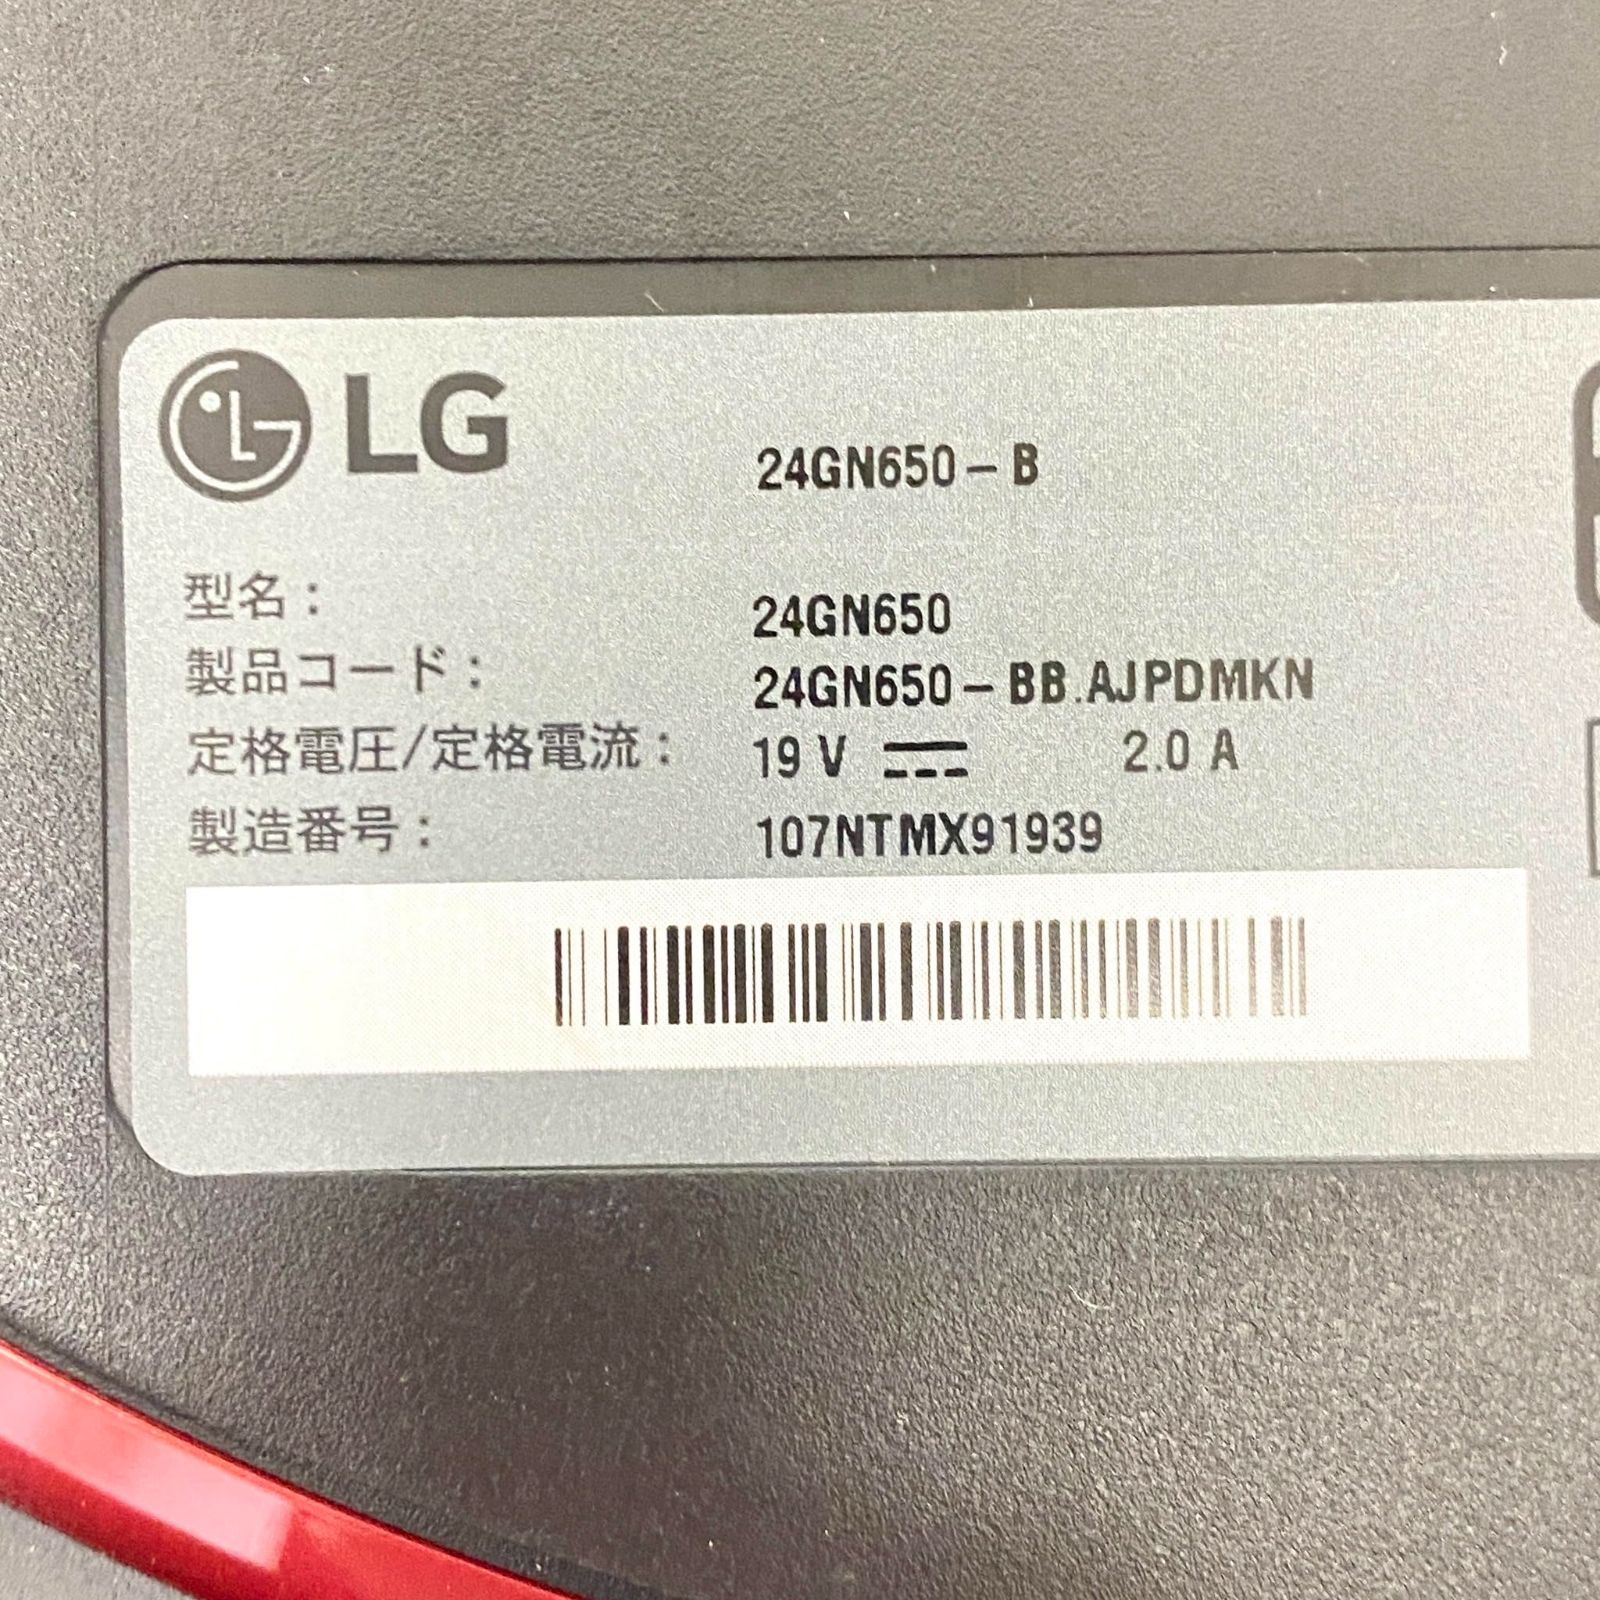 LG
24GN650-B
型名: 24GN650
製品コード: 24GN650-BB.AJPDMKN
定格電圧/定格電流: 19 V ⎓ 2.0 A
製造番号: 107NTMX91939